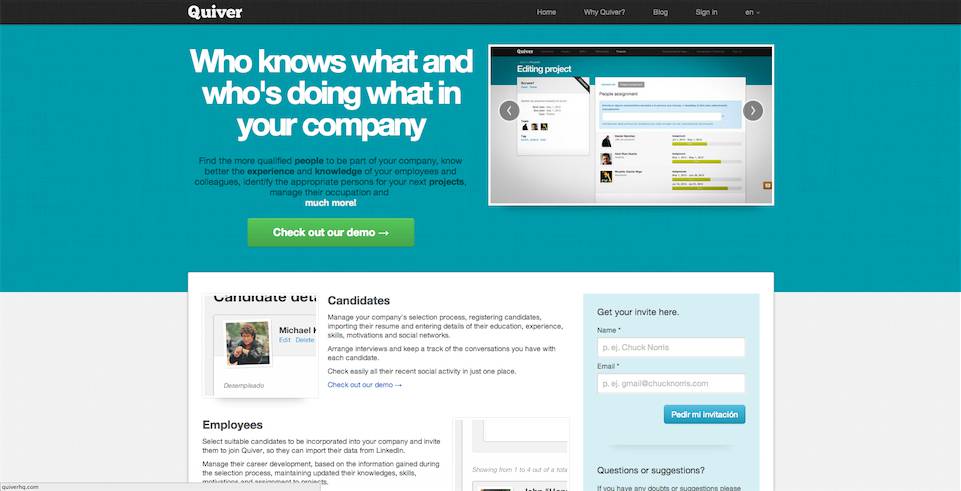 Quiver
Home Why Quiver? Blog Sign in en
Who knows what and
who's doing what in
your company
Find the more qualified people to be part of your company, know
better the experience and knowledge of your employees and
colleagues, identify the appropriate persons for your next projects,
manage their occupation and
much more!
Check out our demo →
Quiver
Editing project
People assignment
Candidate deta
Michael K
Edit Delete
Desempleado
Candidates
Manage your company's selection process, registering candidates,
importing their resume and entering details of their education, experience,
skills, motivations and social networks.
Arrange interviews and keep a track of the conversations you have with
each candidate.
Check easily all their recent social activity in just one place.
Check out our demo →
Employees
Select suitable candidates to be incorporated into your company and invite
them to join Quiver, so they can import their data from LinkedIn.
Manage their career development, based on the information gained during
the selection process, maintaining updated their knowledges, skills,
motivations and assignment to projects.
Showing from 1 to 4 out of a tota
Get your invite here.
Name *
p. ej. Chuck Norris
Email *
p. ej. gmail@chucknorris.com
Pedir mi invitación
Questions or suggestions?
If you have any doubts or suggestions please
quiverhq.com